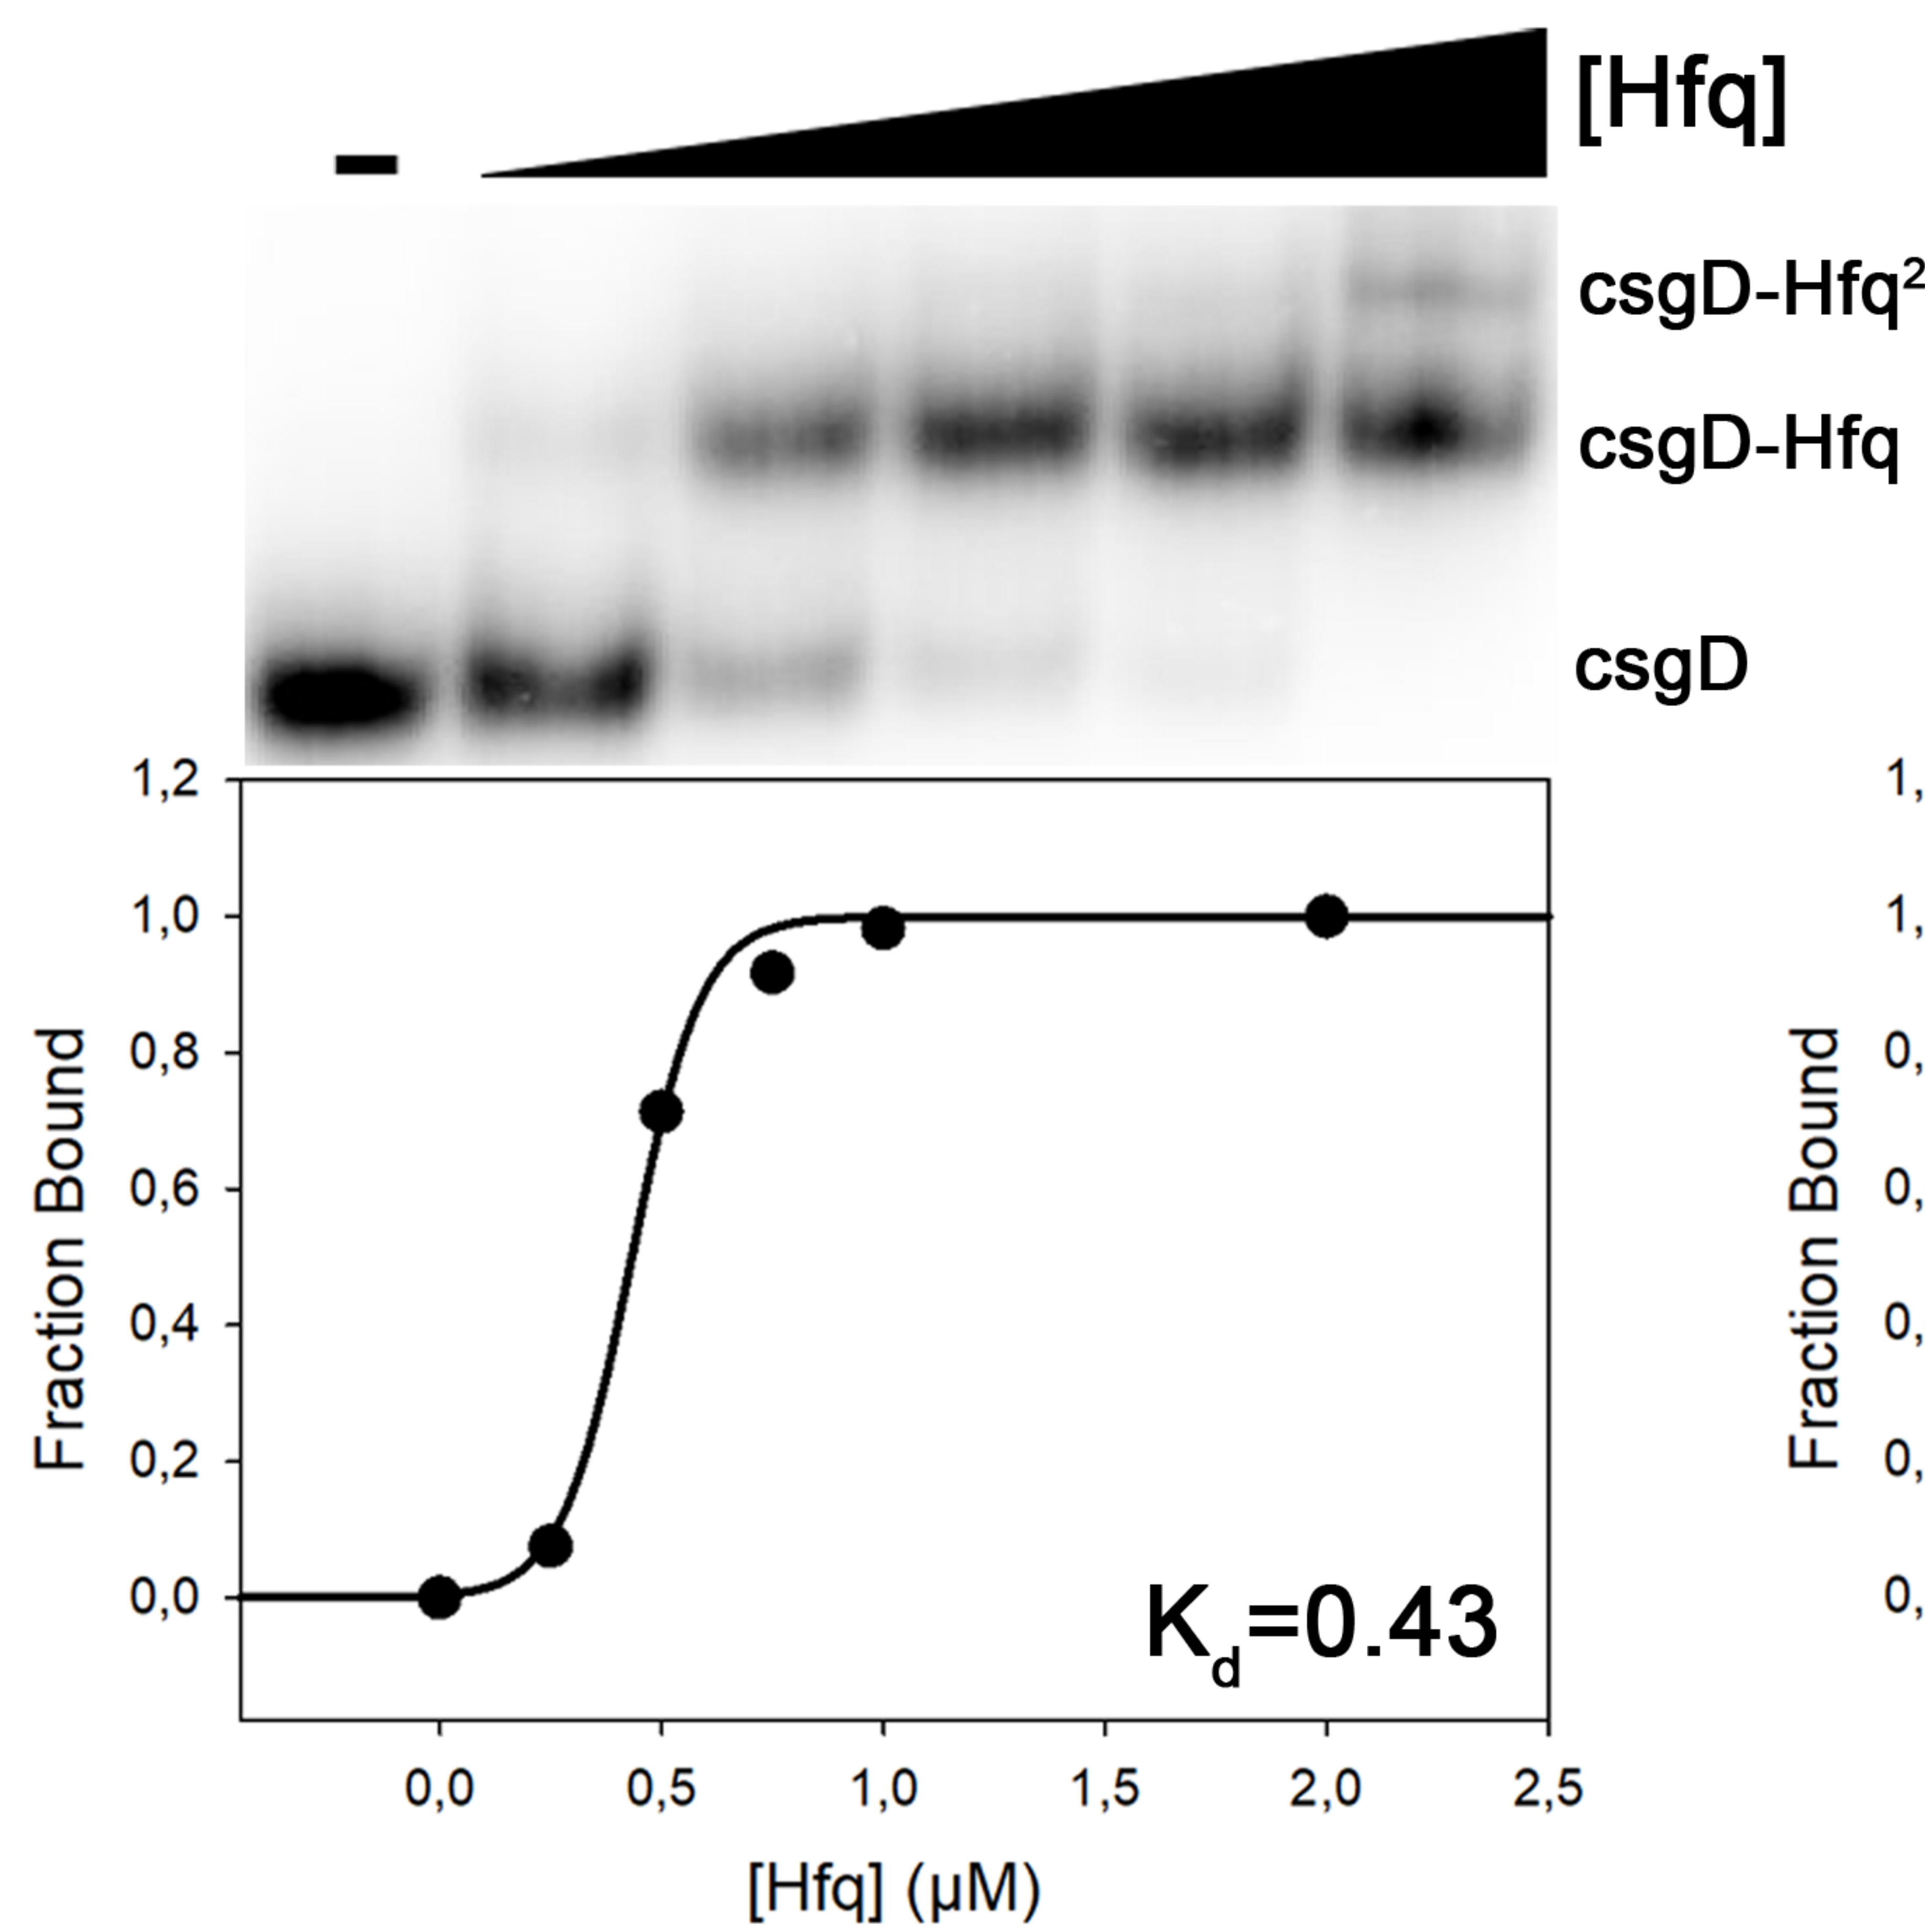 [Hfq]
csgD-Hfq²
csgD-Hfq
csgD
1,2
1,0
0,8
0,6
0,4
0,2
0,0
Fraction Bound
K_d=0.43
0,0 0,5 1,0 1,5 2,0 2,5
[Hfq] (µM)
Fraction Bound
1,
1,
0,
0,
0,
0,
0,